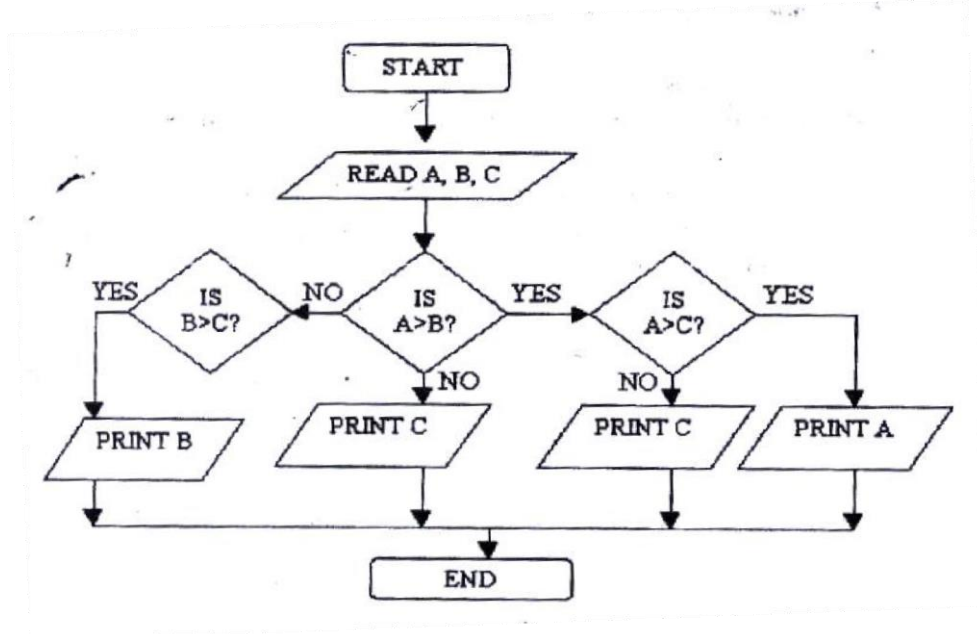 START
READ A, B, C
YES
IS
B>C?
NO
IS
A>B?
YES
IS
A>C?
YES
NO
NO
PRINT B
PRINT C
PRINT C
PRINT A
END